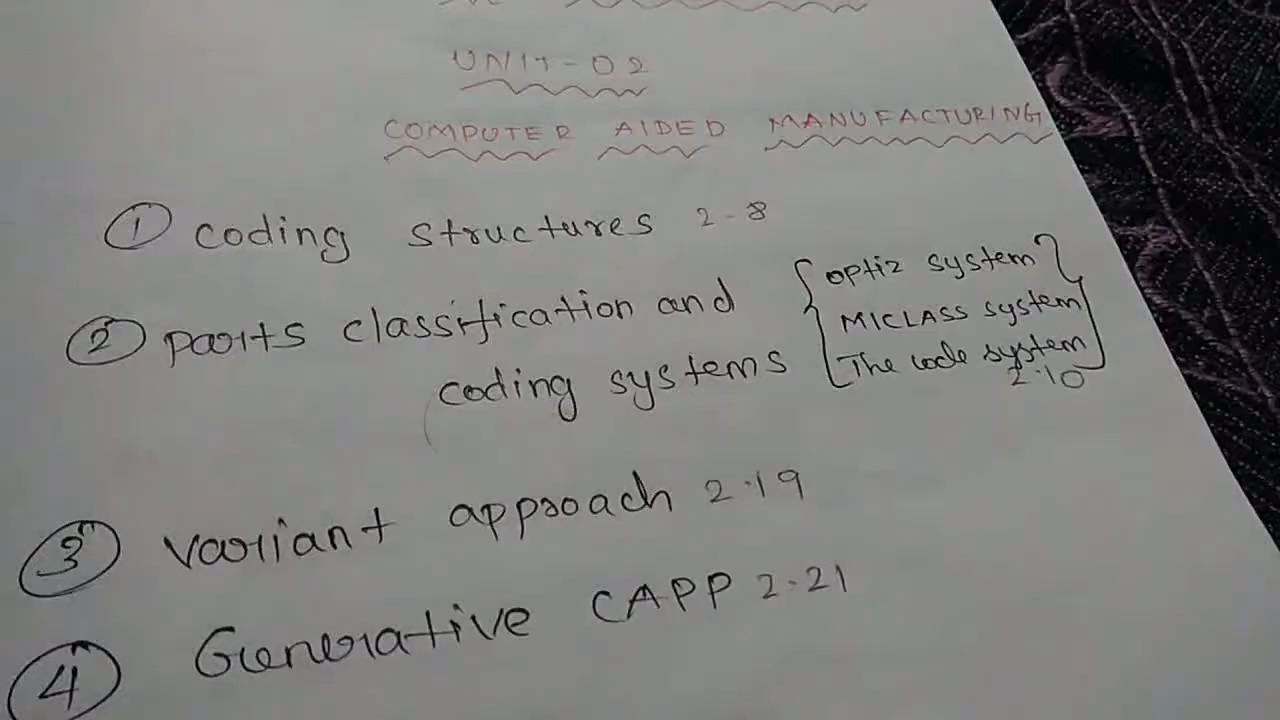 UNIT-02
COMPUTER AIDED MANUFACTURING
① coding structures 2-8
② parts classification and
coding systems
{ optiz system }
MICLASS system
The code system
2.10
③ variant approach 2.19
④ Generative CAPP 2.21